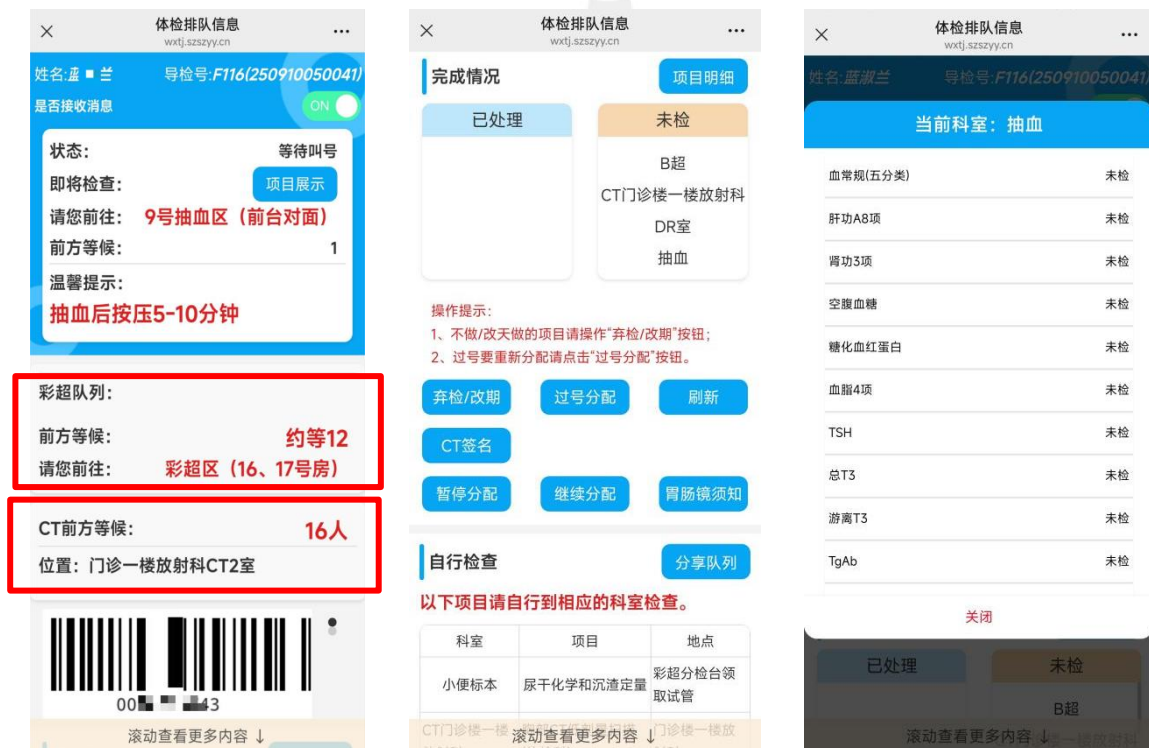 体检排队信息
wxtj.szszyy.cn
姓名:蓝 兰 导检号:F116(250910050041)
是否接收消息 ON
状态: 等待叫号
即将检查: 项目展示
请您前往: 9号抽血区（前台对面）
前方等候: 1
温馨提示:
抽血后按压5-10分钟
彩超队列:
前方等候: 约等12
请您前往: 彩超区（16、17号房）
CT前方等候: 16人
位置: 门诊一楼放射科CT2室
00 43
滚动查看更多内容 ↓
体检排队信息
wxtj.szszyy.cn
完成情况 项目明细
已处理 未检
B超
CT门诊楼一楼放射科
DR室
抽血
操作提示:
1、不做/改天做的项目请操作“弃检/改期”按钮;
2、过号要重新分配请点击“过号分配”按钮。
弃检/改期 过号分配 刷新
CT签名
暂停分配 继续分配 胃肠镜须知
自行检查 分享队列
以下项目请自行到相应的科室检查。
科室 项目 地点
小便标本 尿干化学和沉渣定量 彩超分检台领
取试管
CT门诊楼一楼 门诊楼一楼放
滚动查看更多内容 ↓
体检排队信息
wxtj.szszyy.cn
姓名:蓝淑兰 导检号:F116(250910050041)
当前科室: 抽血
血常规(五分类) 未检
肝功A8项 未检
肾功3项 未检
空腹血糖 未检
糖化血红蛋白 未检
血脂4项 未检
TSH 未检
总T3 未检
游离T3 未检
TgAb 未检
关闭
已处理 未检
B超
滚动查看更多内容 ↓